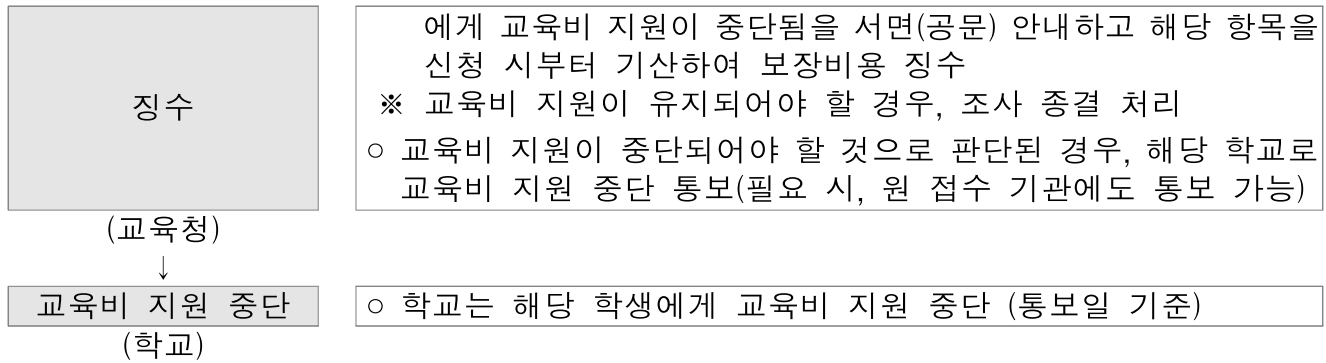 징수
에게 교육비 지원이 중단됨을 서면(공문) 안내하고 해당 항목을
신청 시부터 기산하여 보장비용 징수
※ 교육비 지원이 유지되어야 할 경우, 조사 종결 처리
○ 교육비 지원이 중단되어야 할 것으로 판단된 경우, 해당 학교로
교육비 지원 중단 통보(필요 시, 원 접수 기관에도 통보 가능)
(교육청)
↓
교육비 지원 중단
○ 학교는 해당 학생에게 교육비 지원 중단 (통보일 기준)
(학교)